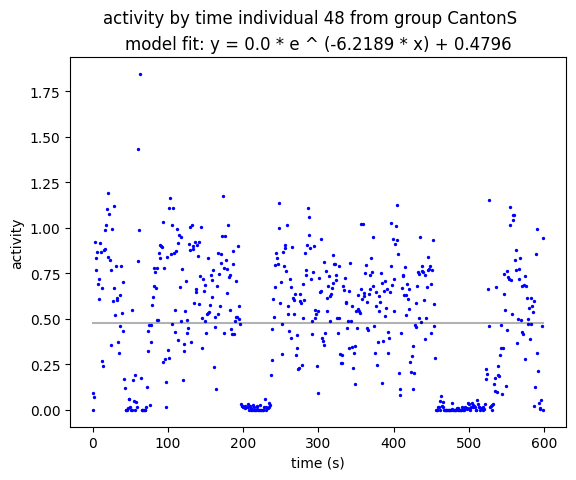 activity by time individual 48 from group CantonS
model fit: y = 0.0 * e ^ (-6.2189 * x) + 0.4796
1.75
1.50
1.25
1.00
0.75
0.50
0.25
0.00
activity
0 100 200 300 400 500 600
time (s)